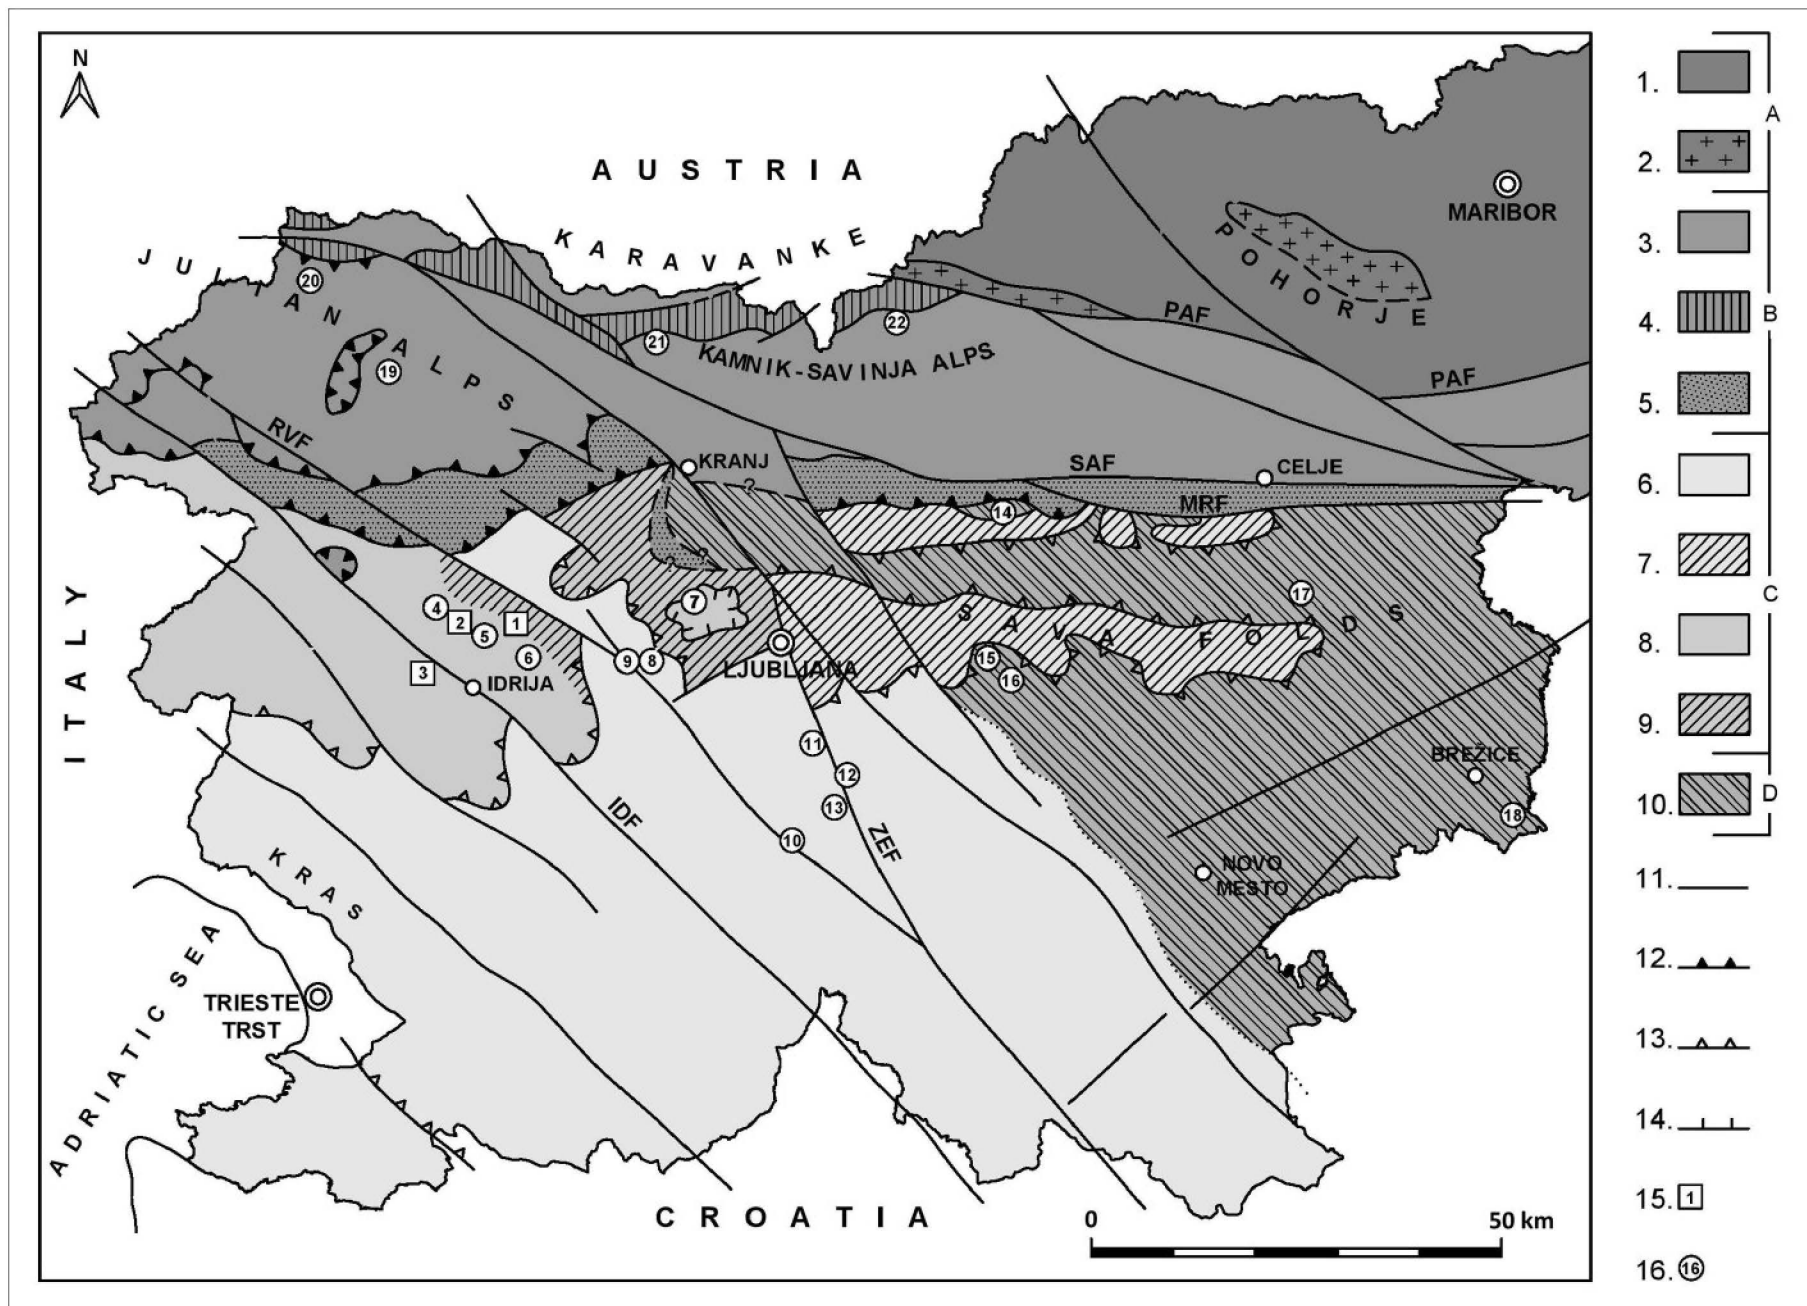 N
AUSTRIA
KARAVANKE
JULIAN ALPS
KAMNIK-SAVINJA ALPS
MARIBOR
POHORJE
PAF
PAF
RVF
KRANJ
SAF
CELJE
MRF
?
?
?
20
19
21
22
14
17
7
4
2
1
5
6
3
9
8
15
16
SAVA FOLDS
LJUBLJANA
IDRIJA
ITALY
11
12
13
10
18
BREŽICE
NOVO
MESTO
IDF
ZEF
KRAS
ADRIATIC SEA
TRIESTE
TRST
CROATIA
0
50 km
1.
2.
3.
4.
5.
6.
7.
8.
9.
10.
11.
12.
13.
14.
15. 1
16. 16
A
B
C
D